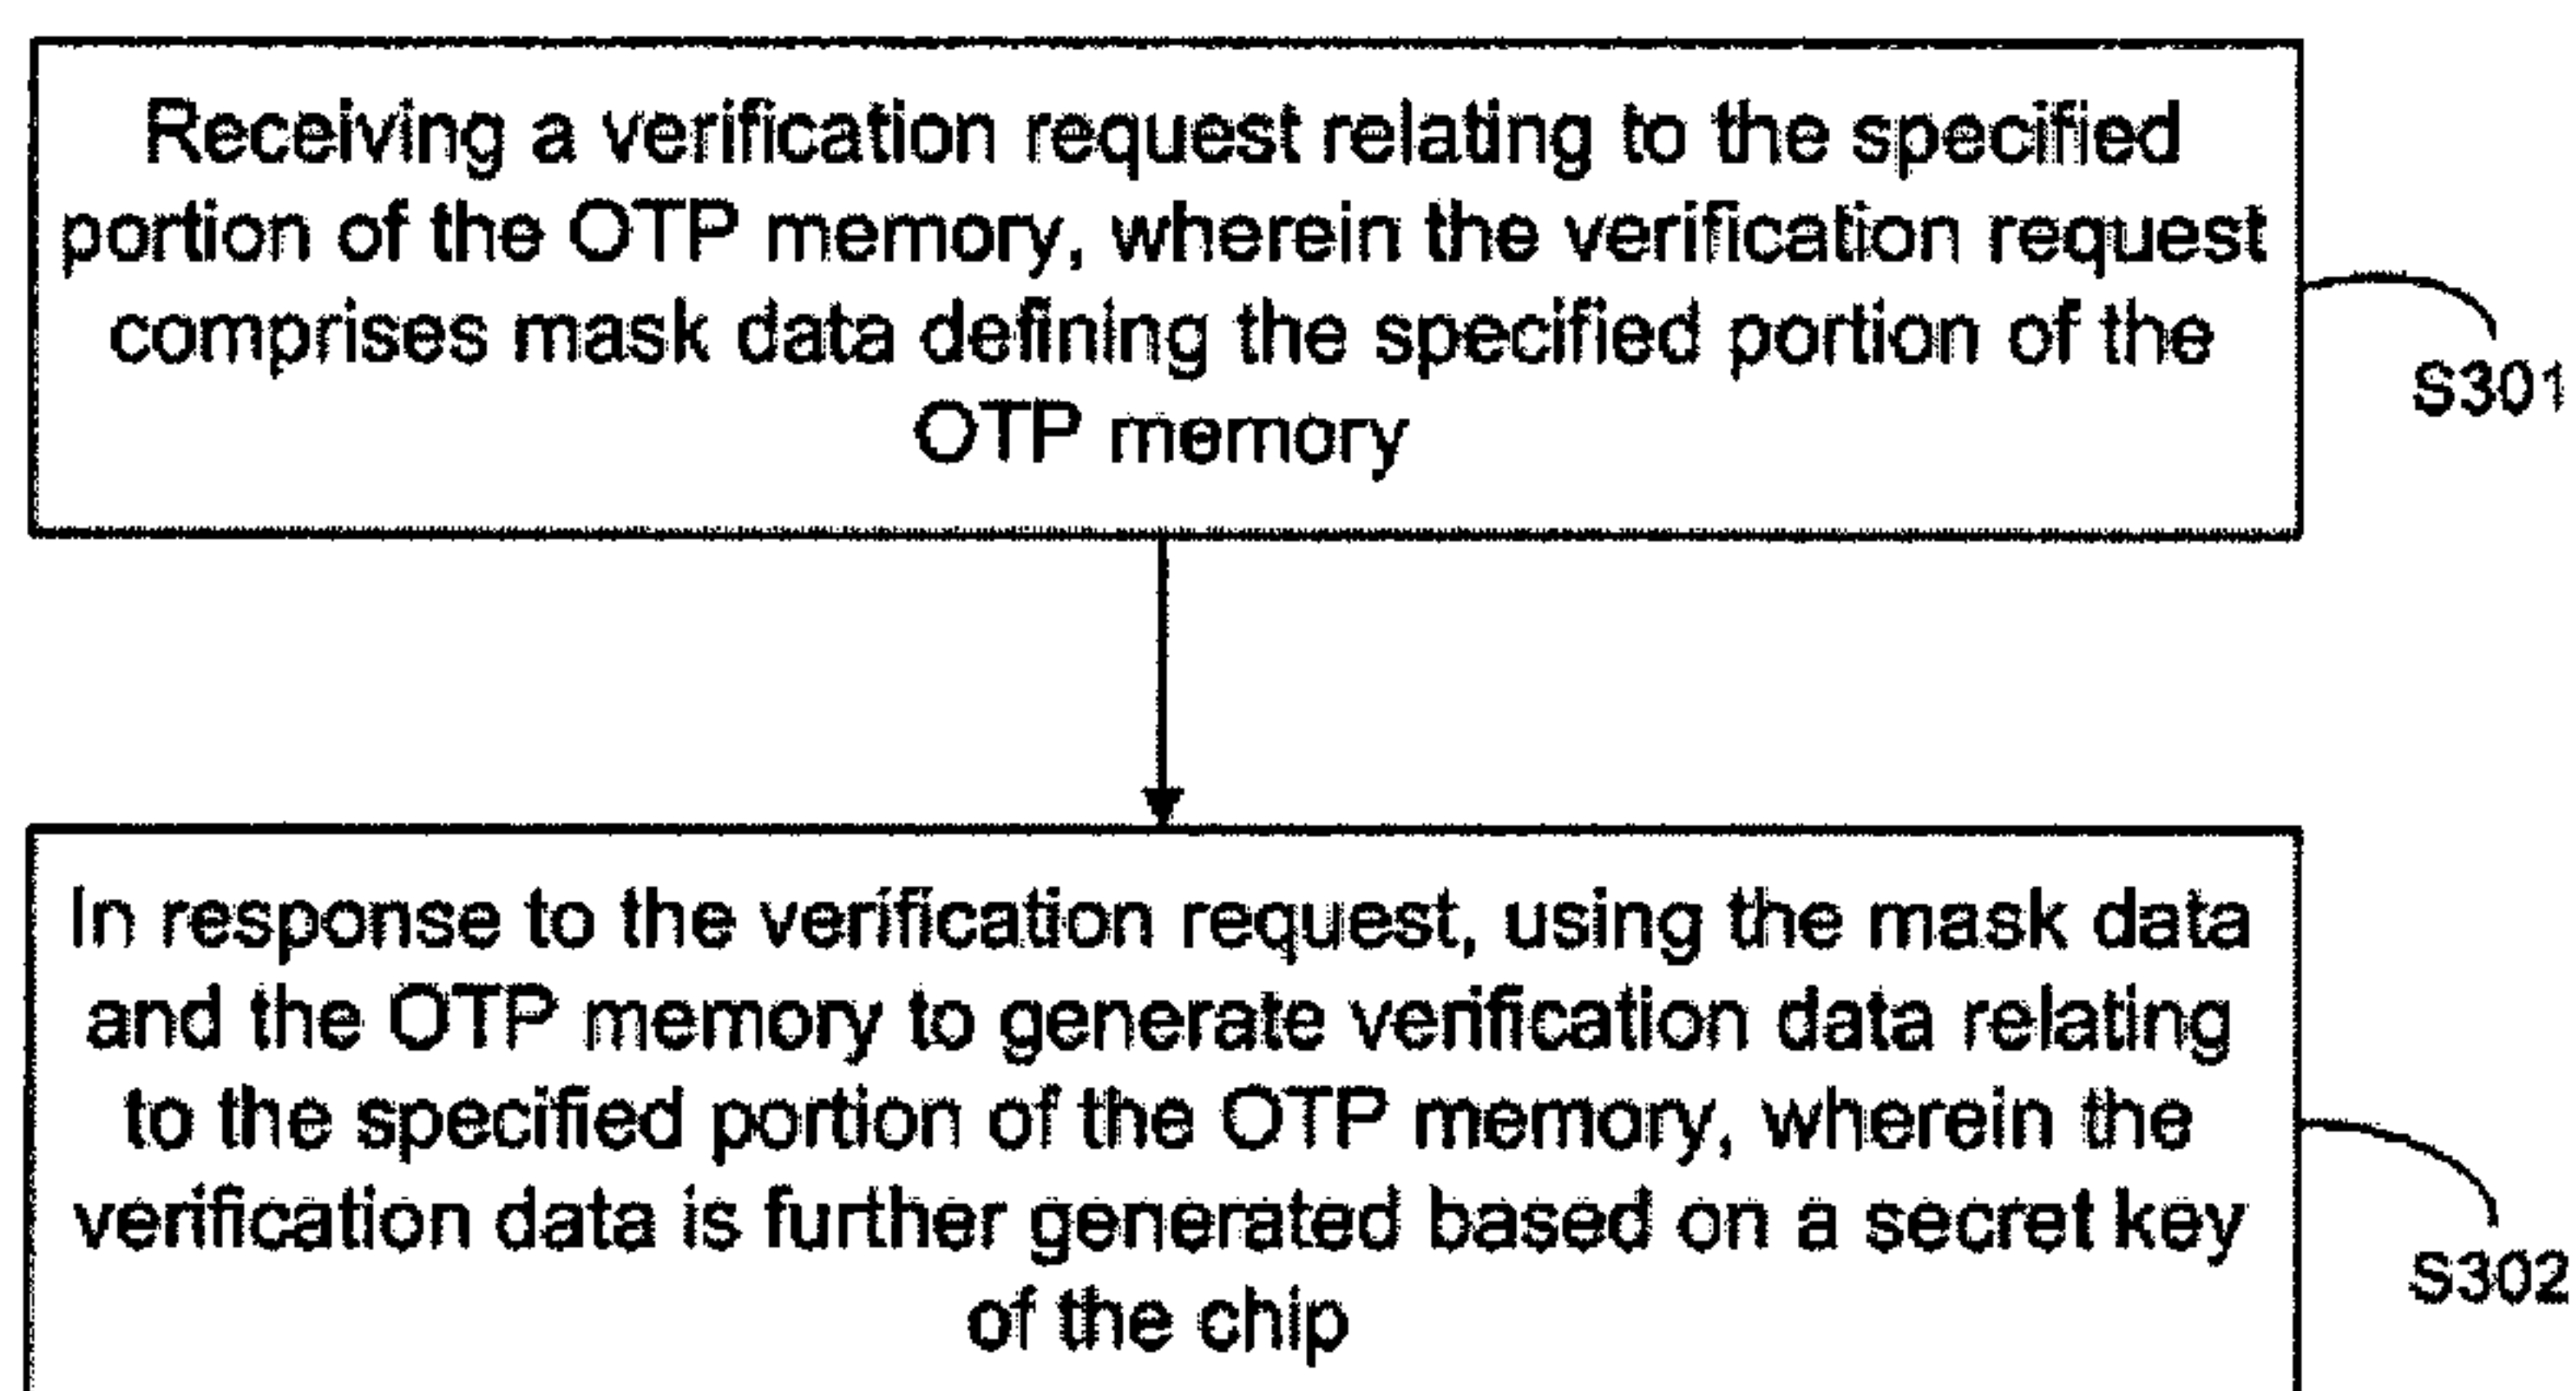 Receiving a verification request relating to the specified
portion of the OTP memory, wherein the verification request
comprises mask data defining the specified portion of the
OTP memory
S301
In response to the verification request, using the mask data
and the OTP memory to generate verification data relating
to the specified portion of the OTP memory, wherein the
verification data is further generated based on a secret key
of the chip
S302